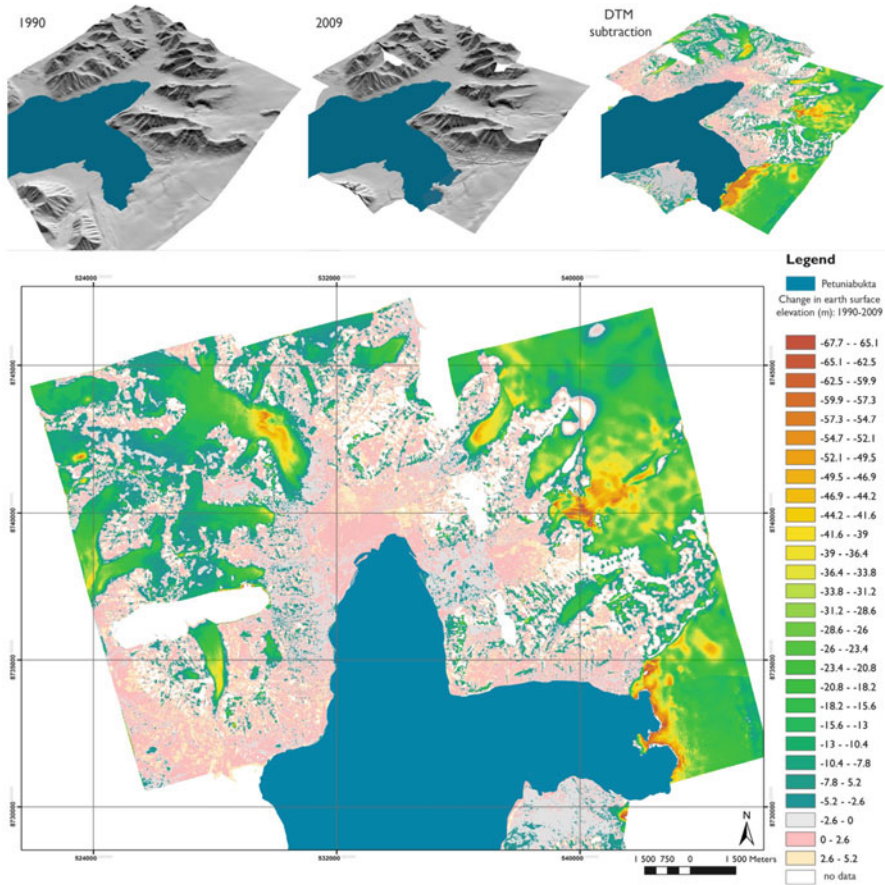 1990
2009
DTM
subtraction
Legend
Petuniabukta
Change in earth surface
elevation (m): 1990-2009
-67.7 - -65.1
-65.1 - -62.5
-62.5 - -59.9
-59.9 - -57.3
-57.3 - -54.7
-54.7 - -52.1
-52.1 - -49.5
-49.5 - -46.9
-46.9 - -44.2
-44.2 - -41.6
-41.6 - -39
-39 - -36.4
-36.4 - -33.8
-33.8 - -31.2
-31.2 - -28.6
-28.6 - -26
-26 - -23.4
-23.4 - -20.8
-20.8 - -18.2
-18.2 - -15.6
-15.6 - -13
-13 - -10.4
-10.4 - -7.8
-7.8 - 5.2
-5.2 - -2.6
-2.6 - 0
0 - 2.6
2.6 - 5.2
no data
524000
532000
540000
8745000
8745000
8740000
8740000
8735000
8735000
8730000
8730000
N
1 500 750 0 1 500 Meters
524000
532000
540000